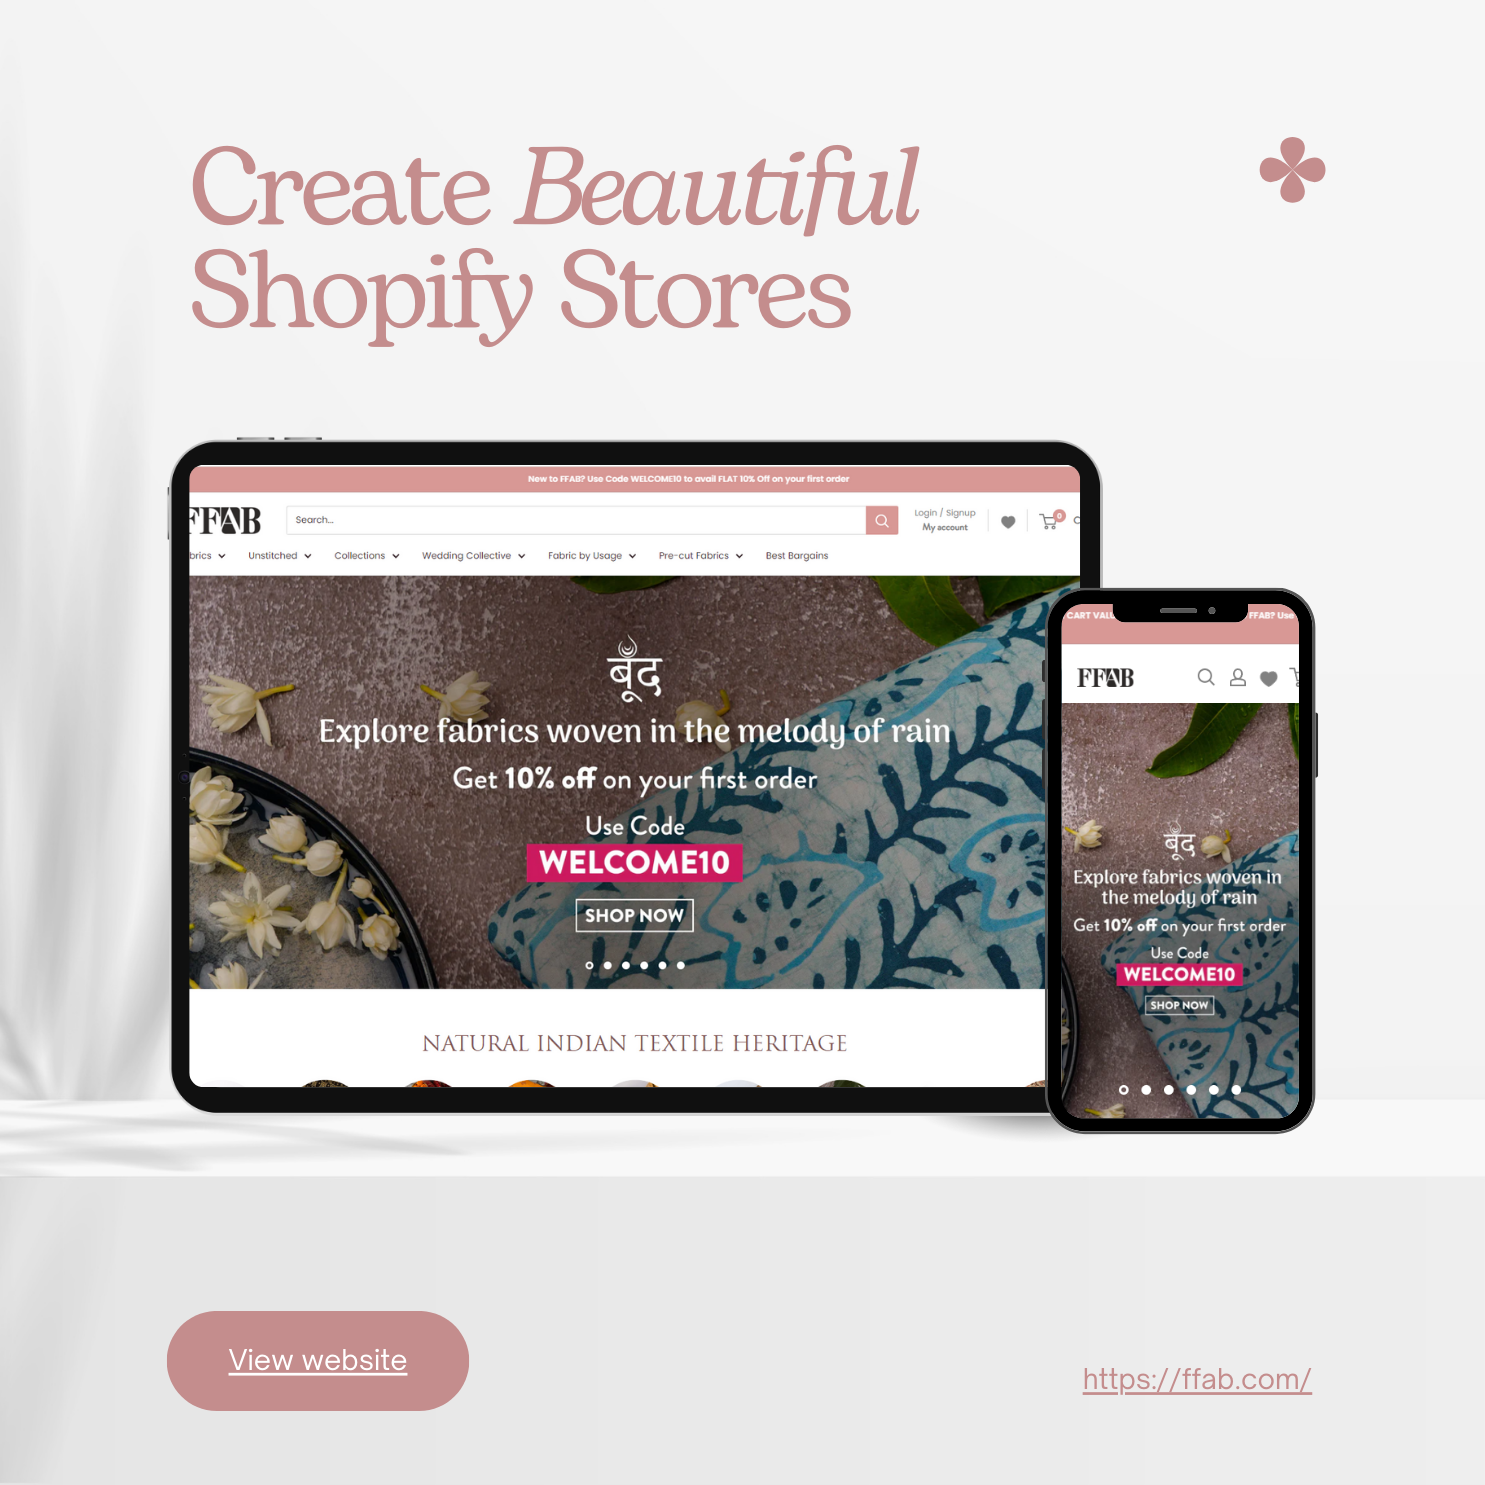 Create Beautiful
Shopify Stores
New to FFAB? Use Code WELCOME10 to avail FLAT 10% Off on your first order
FFAB
Search...
Login / Signup
My account
0
brics
Unstitched
Collections
Wedding Collective
Fabric by Usage
Pre-cut Fabrics
Best Bargains
बूँद
Explore fabrics woven in the melody of rain
Get 10% off on your first order
Use Code
WELCOME10
SHOP NOW
NATURAL INDIAN TEXTILE HERITAGE
CART VALU
FFAB? Use
FFAB
बूँद
Explore fabrics woven in
the melody of rain
Get 10% off on your first order
Use Code
WELCOME10
SHOP NOW
View website
https://ffab.com/